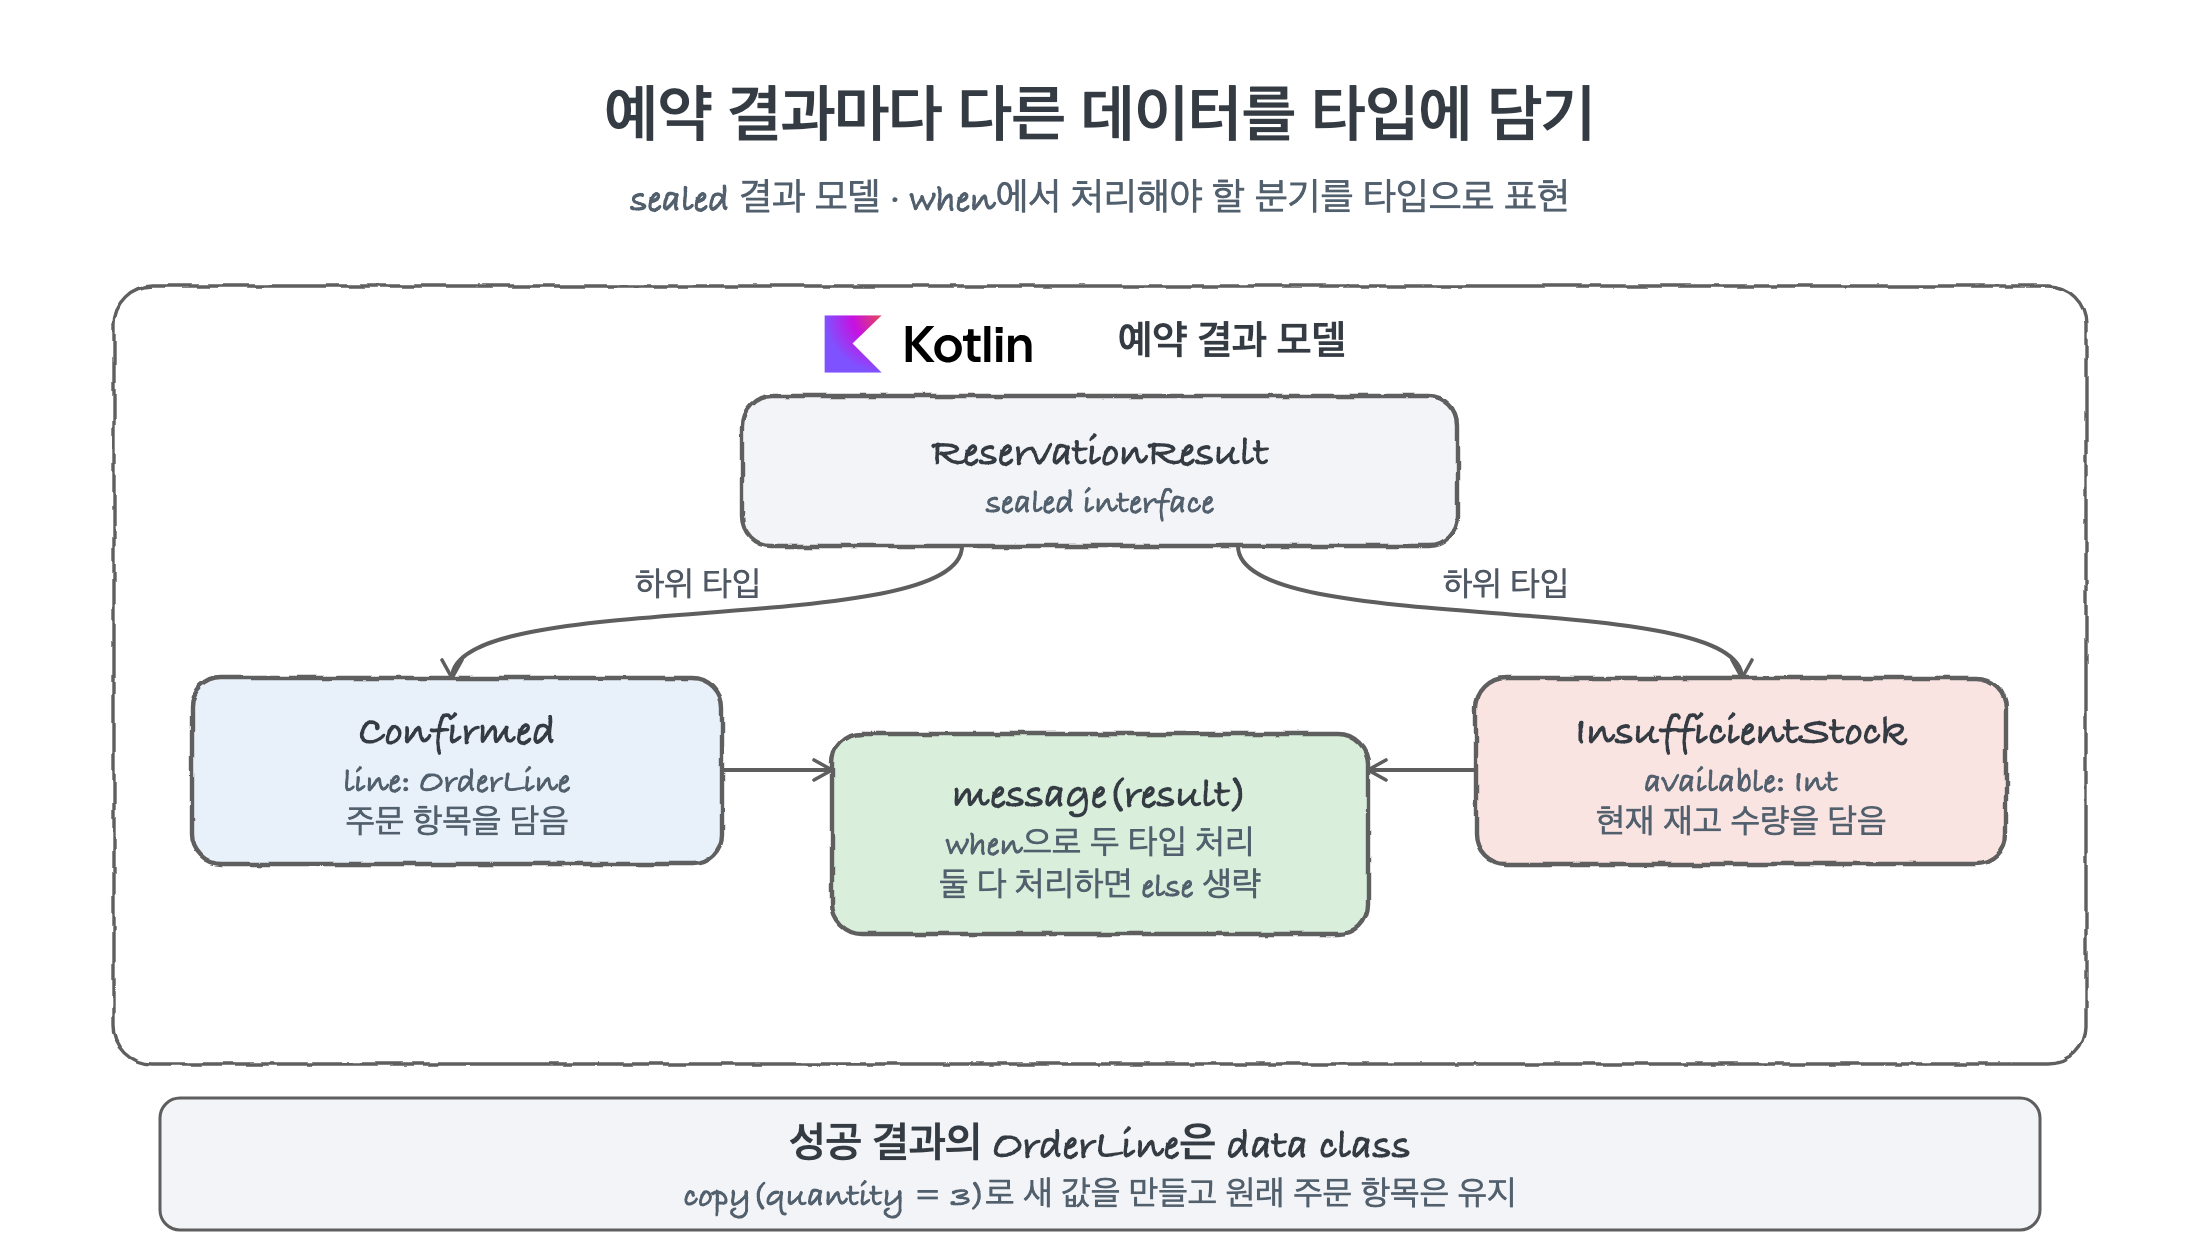 예약 결과마다 다른 데이터를 타입에 담기
sealed 결과 모델 · when에서 처리해야 할 분기를 타입으로 표현
Kotlin
예약 결과 모델
ReservationResult
sealed interface
하위 타입
하위 타입
Confirmed
line: OrderLine
주문 항목을 담음
message(result)
when으로 두 타입 처리
둘 다 처리하면 else 생략
InsufficientStock
available: Int
현재 재고 수량을 담음
성공 결과의 OrderLine은 data class
copy(quantity = 3)로 새 값을 만들고 원래 주문 항목은 유지